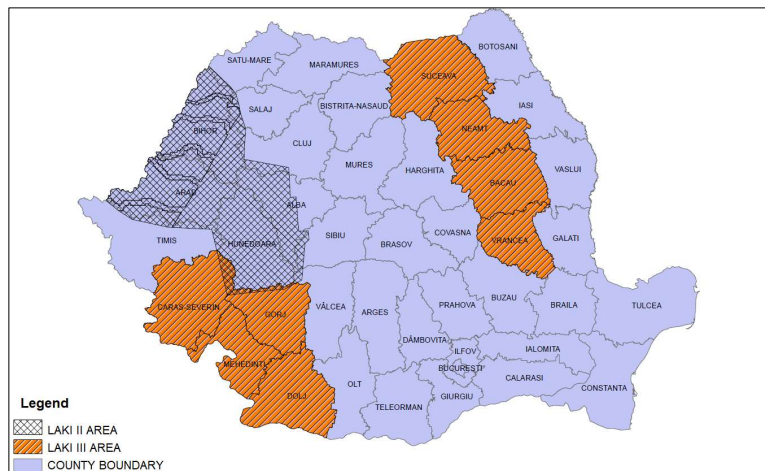 BOTOSANI
SATU-MARE
MARAMURES
SUCEAVA
SALAJ
BISTRITA-NASAUD
IASI
NEAMT
BIHOR
CLUJ
MURES
HARGHITA
VASLUI
BACAU
ARAD
ALBA
TIMIS
HUNEDOARA
SIBIU
BRASOV
COVASNA
VRANCEA
GALATI
CARAS-SEVERIN
GORJ
VÂLCEA
ARGES
PRAHOVA
BUZAU
BRAILA
TULCEA
DÂMBOVITA
ILFOV
IALOMITA
MEHEDINTI
BUCURESTI
CALARASI
OLT
DOLJ
TELEORMAN
GIURGIU
CONSTANTA
Legend
LAKI II AREA
LAKI III AREA
COUNTY BOUNDARY